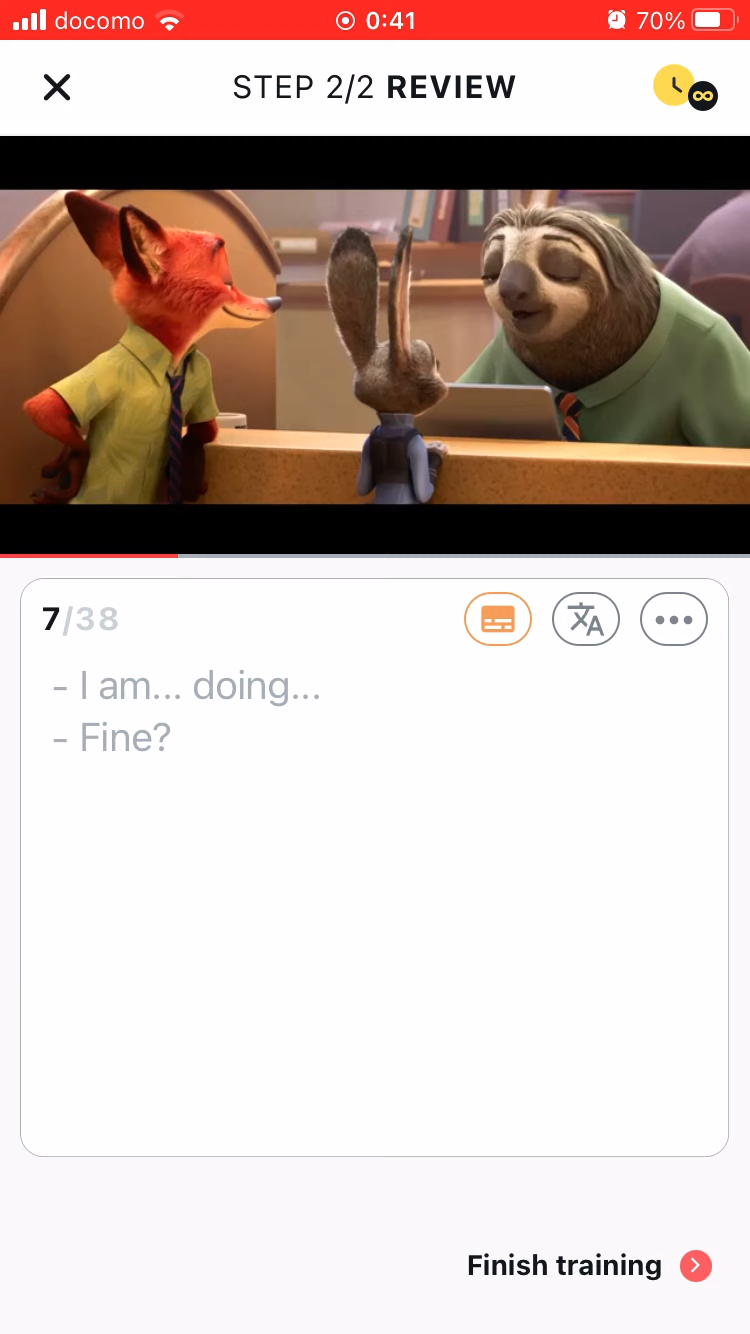 docomo 0:41 70%
STEP 2/2 REVIEW
7/38
- I am... doing...
- Fine?
Finish training